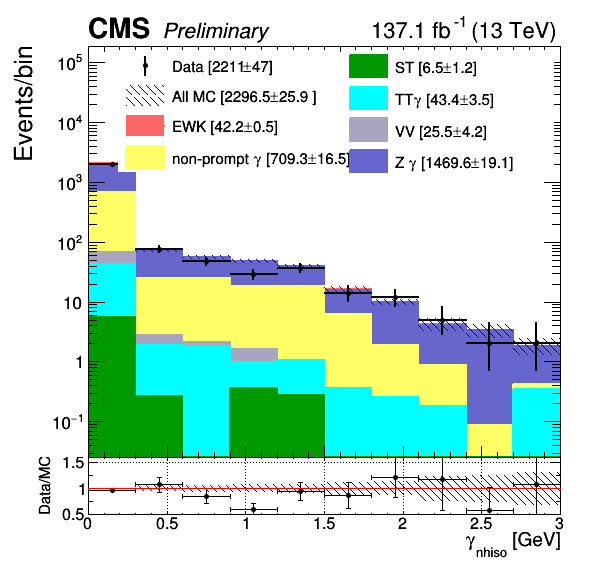 CMS Preliminary 137.1 fb⁻¹ (13 TeV)
Events/bin
Data [2211±47]
All MC [2296.5±25.9 ]
EWK [42.2±0.5]
non-prompt γ [709.3±16.5]
ST [6.5±1.2]
TTγ [43.4±3.5]
VV [25.5±4.2]
Z γ [1469.6±19.1]
10⁵
10⁴
10³
10²
10
1
10⁻¹
Data/MC
1.5
1
0.5
0 0.5 1 1.5 2 2.5 3
γnhiso [GeV]